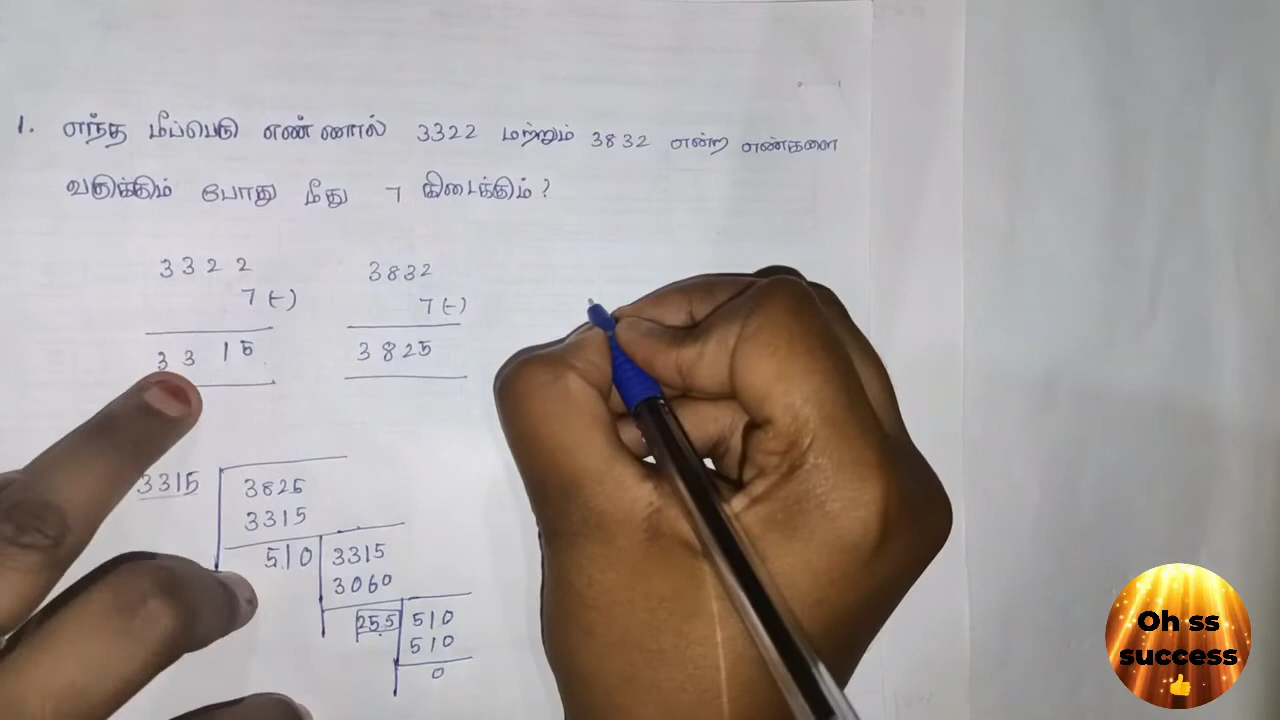 1. எந்த மீப்பெரு எண்ணால் 3322 மற்றும் 3832 என்ற எண்களை
வகுக்கும் போது மீதி 7 கிடைக்கும்?
3322 3832
7 (-) 7 (-)
3315 3825
3315 3825
3315
510 3315
3060
255 510
510
0
Oh ss
success